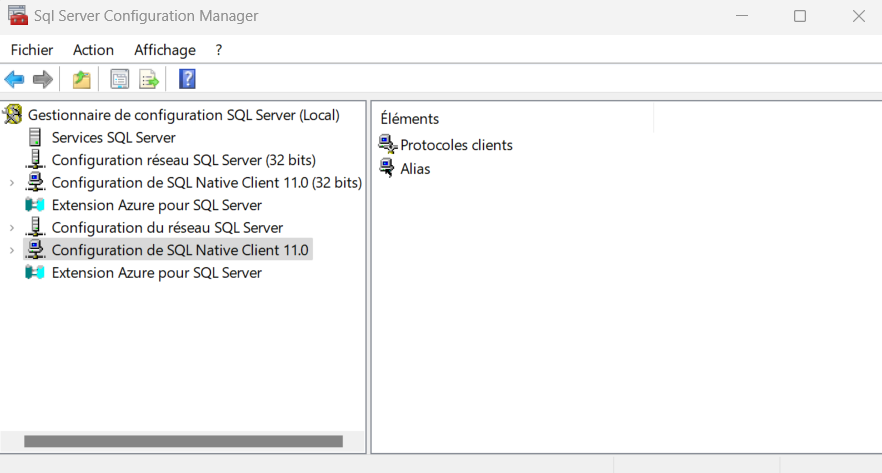 Sql Server Configuration Manager
Fichier Action Affichage ?
Gestionnaire de configuration SQL Server (Local)
Services SQL Server
Configuration réseau SQL Server (32 bits)
Configuration de SQL Native Client 11.0 (32 bits)
Extension Azure pour SQL Server
Configuration du réseau SQL Server
Configuration de SQL Native Client 11.0
Extension Azure pour SQL Server
Éléments
Protocoles clients
Alias